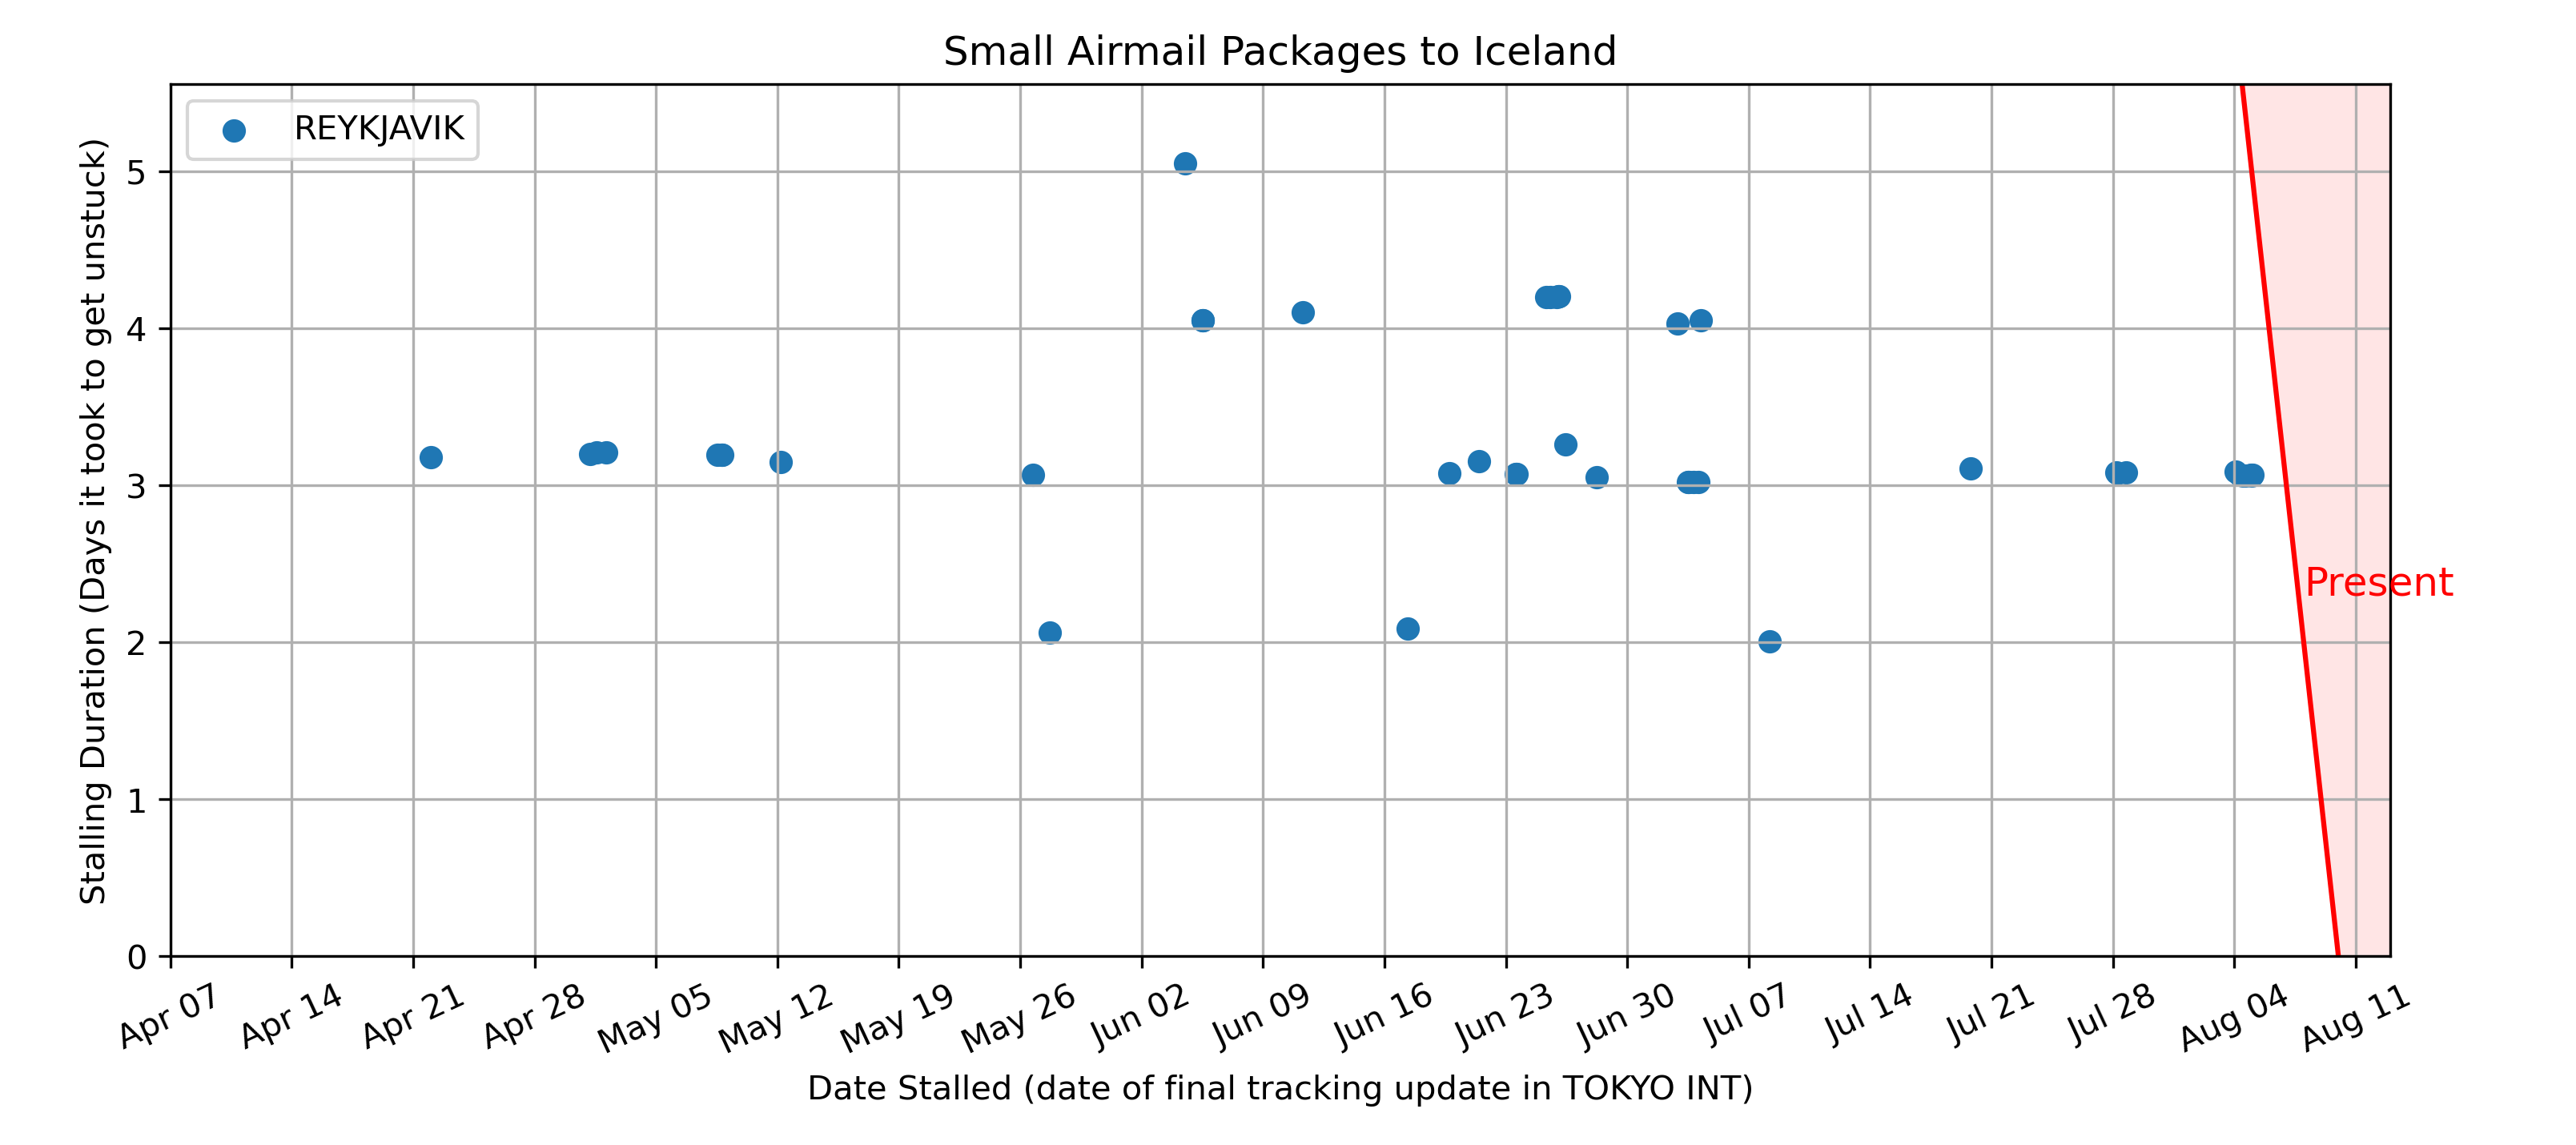 Small Airmail Packages to Iceland
REYKJAVIK
Stalling Duration (Days it took to get unstuck)
5
4
3
2
1
0
Present
Apr 07 Apr 14 Apr 21 Apr 28 May 05 May 12 May 19 May 26 Jun 02 Jun 09 Jun 16 Jun 23 Jun 30 Jul 07 Jul 14 Jul 21 Jul 28 Aug 04 Aug 11
Date Stalled (date of final tracking update in TOKYO INT)